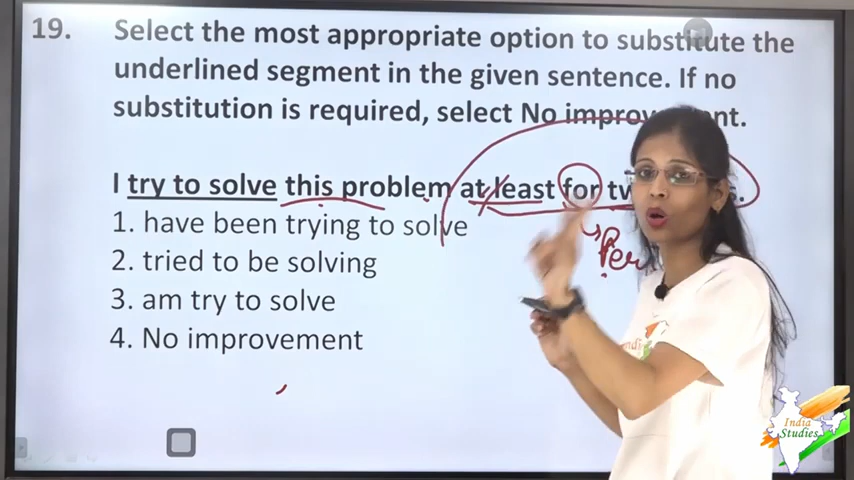 19. Select the most appropriate option to substitute the
underlined segment in the given sentence. If no
substitution is required, select No
I try to solve this problem at least for
1. have been trying to solve
2. tried to be solving
3. am try to solve
4. No improvement
India
Studies